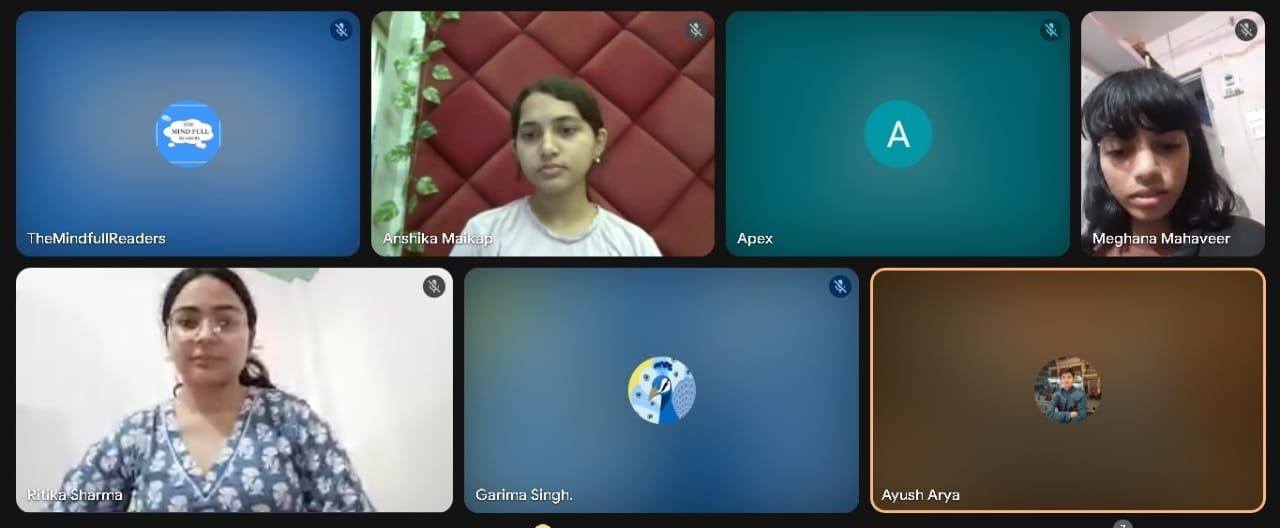 THE
MIND FULL
READERS
TheMindfullReaders
Anshika Maikap
A
Apex
Meghana Mahaveer
Ritika Sharma
Garima Singh.
Ayush Arya